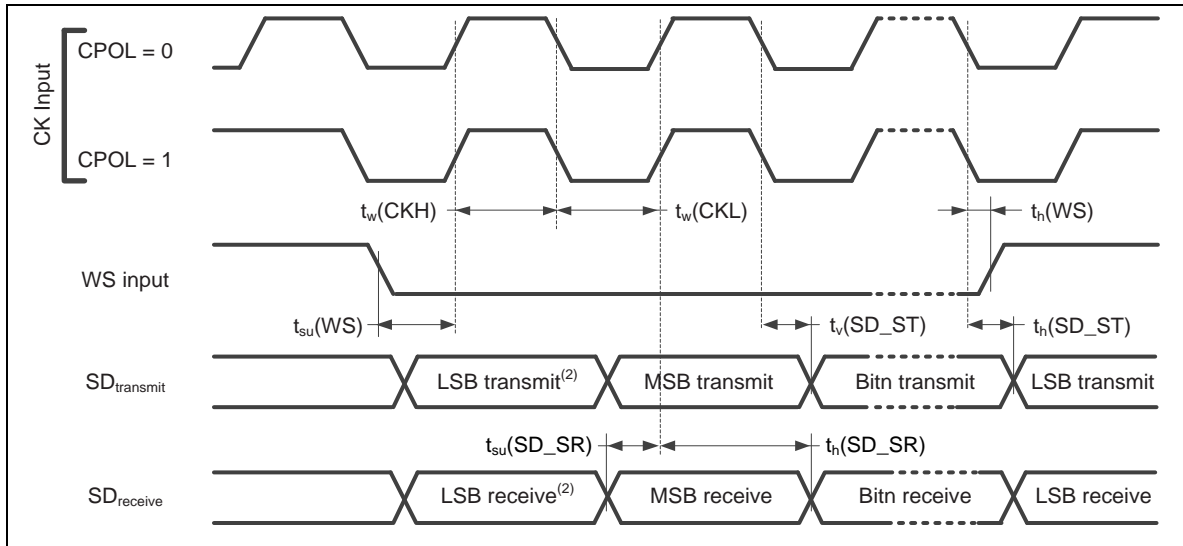 CK Input
CPOL = 0
CPOL = 1
tw(CKH)
tw(CKL)
th(WS)
WS input
tsu(WS)
tv(SD_ST)
th(SD_ST)
SDtransmit
LSB transmit(2)
MSB transmit
Bitn transmit
LSB transmit
tsu(SD_SR)
th(SD_SR)
SDreceive
LSB receive(2)
MSB receive
Bitn receive
LSB receive